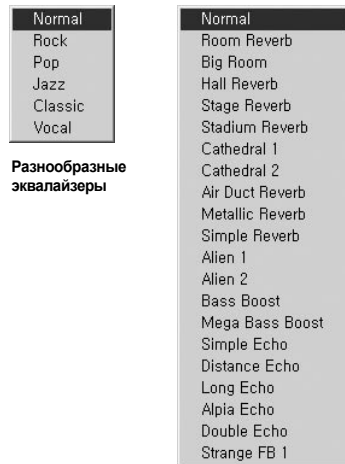 Normal
Rock
Pop
Jazz
Classic
Vocal
Разнообразные
эквалайзеры
Normal
Room Reverb
Big Room
Hall Reverb
Stage Reverb
Stadium Reverb
Cathedral 1
Cathedral 2
Air Duct Reverb
Metallic Reverb
Simple Reverb
Alien 1
Alien 2
Bass Boost
Mega Bass Boost
Simple Echo
Distance Echo
Long Echo
Alpia Echo
Double Echo
Strange FB 1